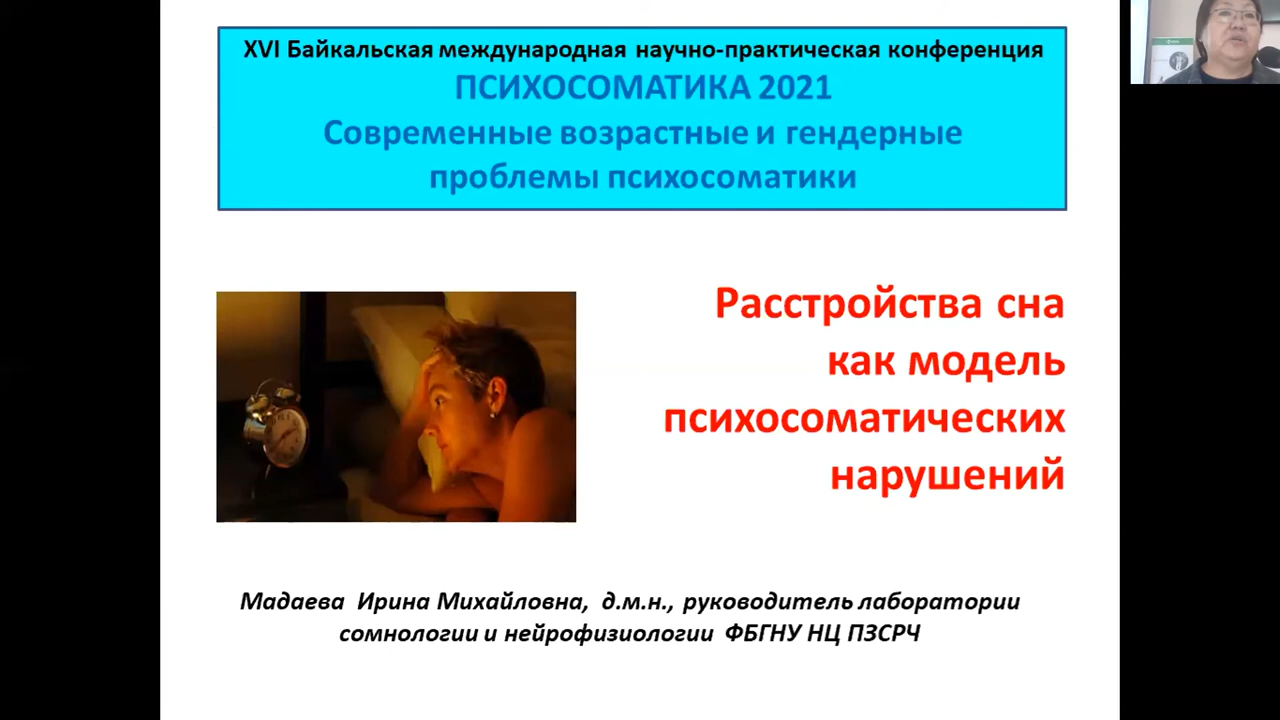 XVI Байкальская международная научно-практическая конференция
ПСИХОСОМАТИКА 2021
Современные возрастные и гендерные
проблемы психосоматики
Расстройства сна
как модель
психосоматических
нарушений
Мадаева Ирина Михайловна, д.м.н., руководитель лаборатории
сомнологии и нейрофизиологии ФБГНУ НЦ ПЗСРЧ